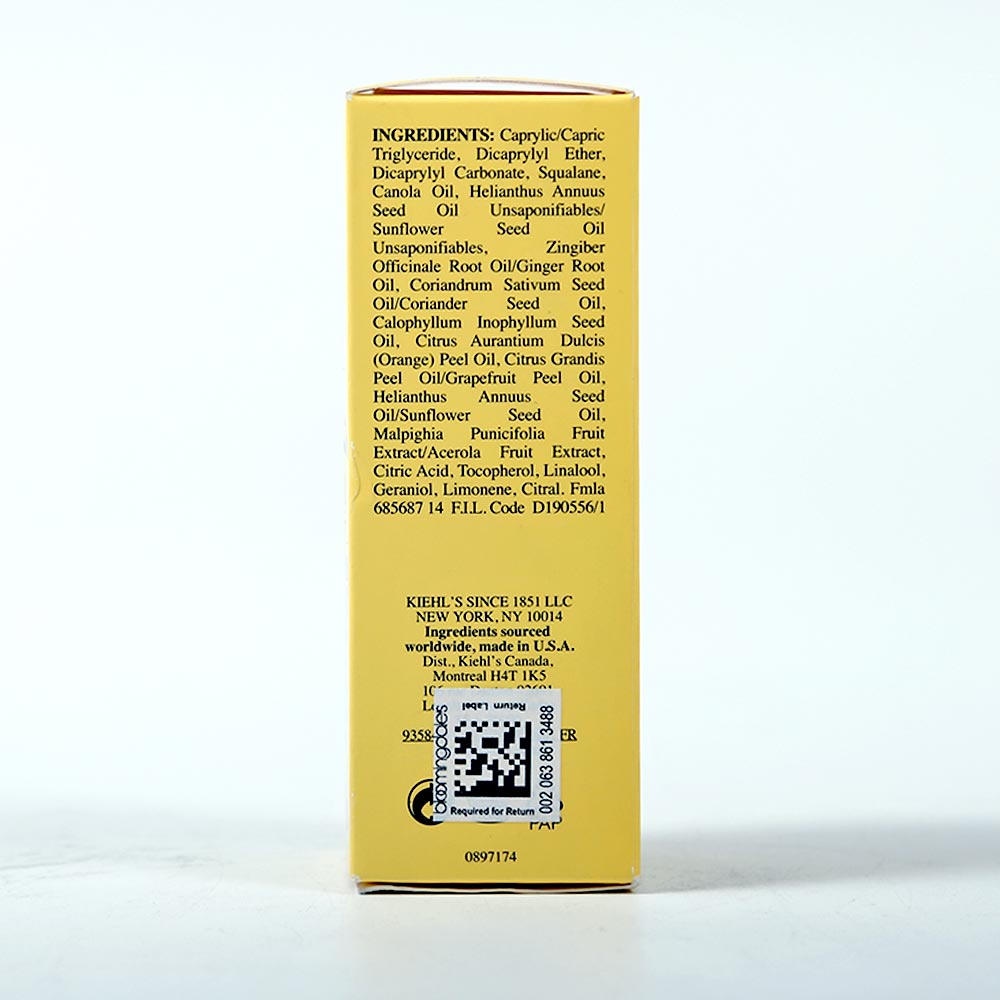 INGREDIENTS: Caprylic/Capric
Triglyceride, Dicaprylyl Ether,
Dicaprylyl Carbonate, Squalane,
Canola Oil, Helianthus Annuus
Seed Oil Unsaponifiables/
Sunflower Seed Oil
Unsaponifiables, Zingiber
Officinale Root Oil/Ginger Root
Oil, Coriandrum Sativum Seed
Oil/Coriander Seed Oil,
Calophyllum Inophyllum Seed
Oil, Citrus Aurantium Dulcis
(Orange) Peel Oil, Citrus Grandis
Peel Oil/Grapefruit Peel Oil,
Helianthus Annuus Seed
Oil/Sunflower Seed Oil,
Malpighia Punicifolia Fruit
Extract/Acerola Fruit Extract,
Citric Acid, Tocopherol, Linalool,
Geraniol, Limonene, Citral. Fmla
685687 14 F.I.L. Code D190556/1
KIEHL'S SINCE 1851 LLC
NEW YORK, NY 10014
Ingredients sourced
worldwide, made in U.S.A.
Dist., Kiehl's Canada,
Montreal H4T 1K5
9358-
Return Label
bloomingdales
002 063 861 3488
Required for Return
PAP
0897174